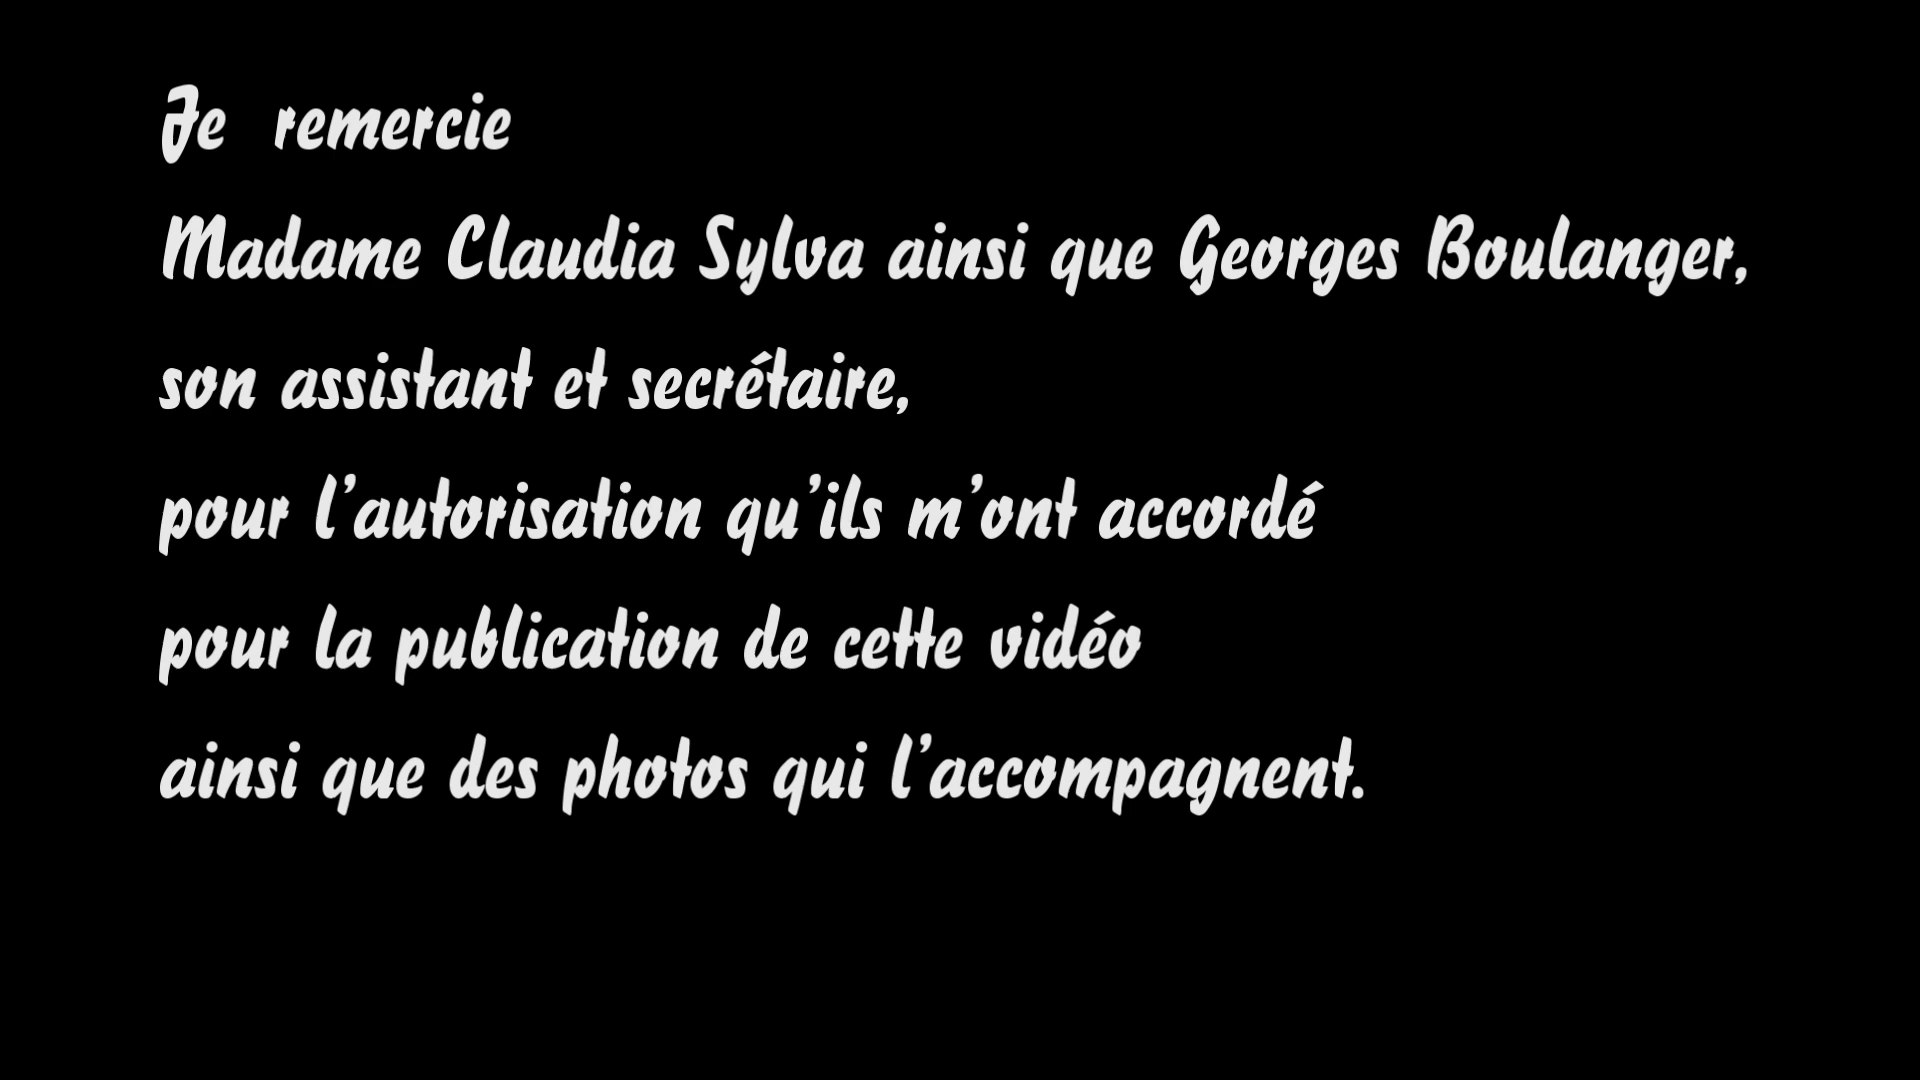 Je remercie
Madame Claudia Sylva ainsi que Georges Boulanger,
son assistant et secrétaire,
pour l’autorisation qu’ils m’ont accordé
pour la publication de cette vidéo
ainsi que des photos qui l’accompagnent.